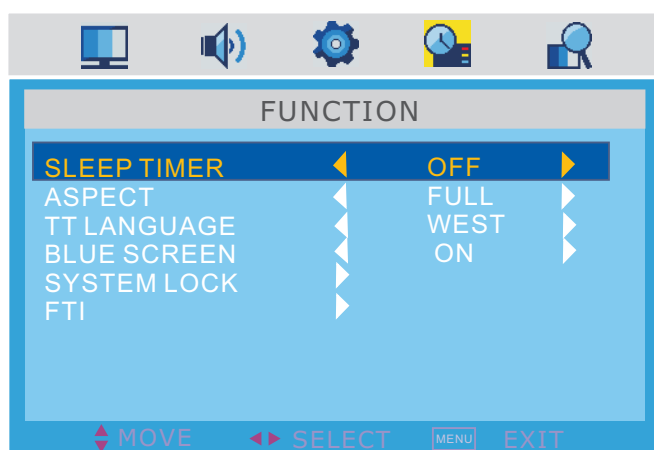 FUNCTION
SLEEP TIMER OFF
ASPECT FULL
TT LANGUAGE WEST
BLUE SCREEN ON
SYSTEM LOCK
FTI
MOVE SELECT MENU EXIT